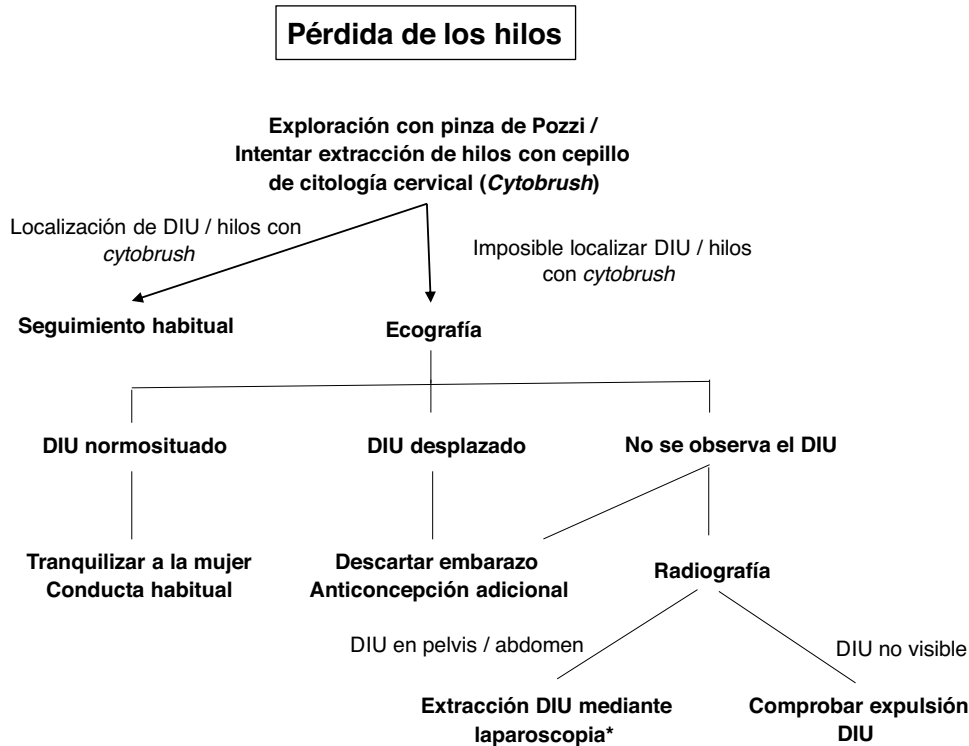 Pérdida de los hilos
Exploración con pinza de Pozzi /
Intentar extracción de hilos con cepillo
de citología cervical (Cytobrush)
Localización de DIU / hilos con
cytobrush
Imposible localizar DIU / hilos
con cytobrush
Seguimiento habitual
Ecografía
DIU normosituado
DIU desplazado
No se observa el DIU
Tranquilizar a la mujer
Conducta habitual
Descartar embarazo
Anticoncepción adicional
Radiografía
DIU en pelvis / abdomen
DIU no visible
Extracción DIU mediante
laparoscopia*
Comprobar expulsión
DIU